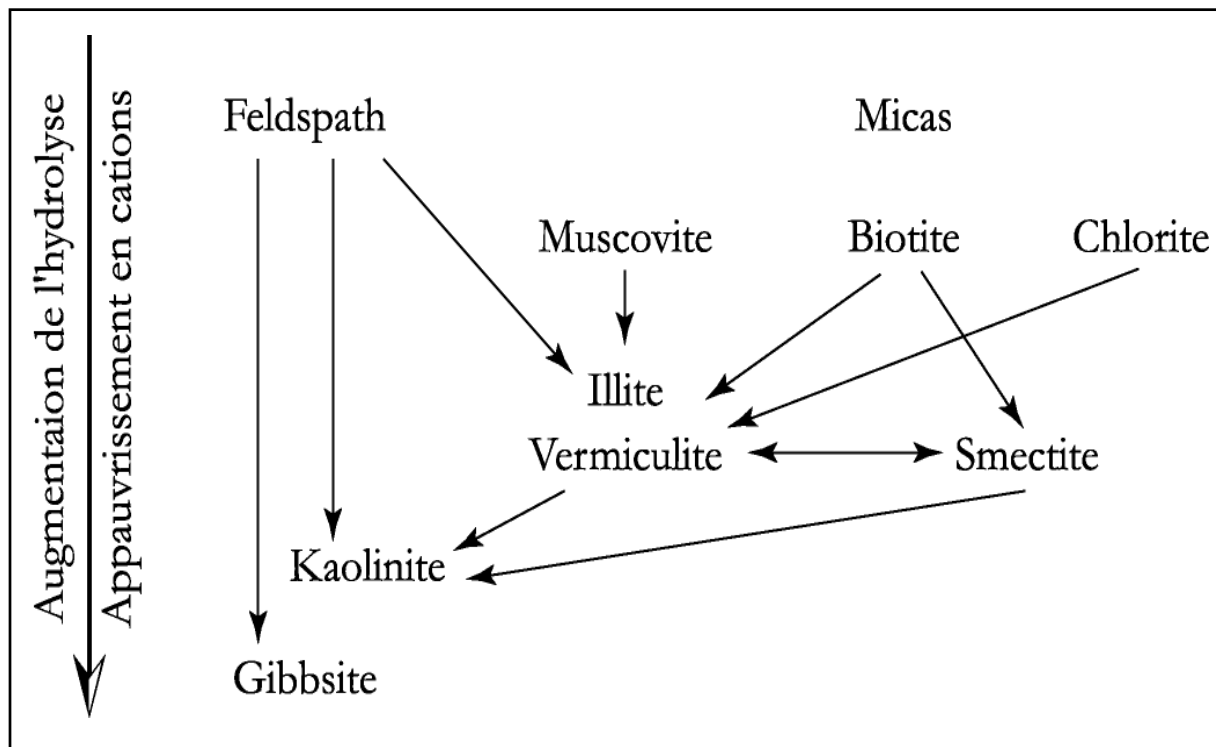 Augmentaion de l'hydrolyse
Appauvrissement en cations
Feldspath
Micas
Muscovite
Biotite
Chlorite
Illite
Vermiculite
Smectite
Kaolinite
Gibbsite